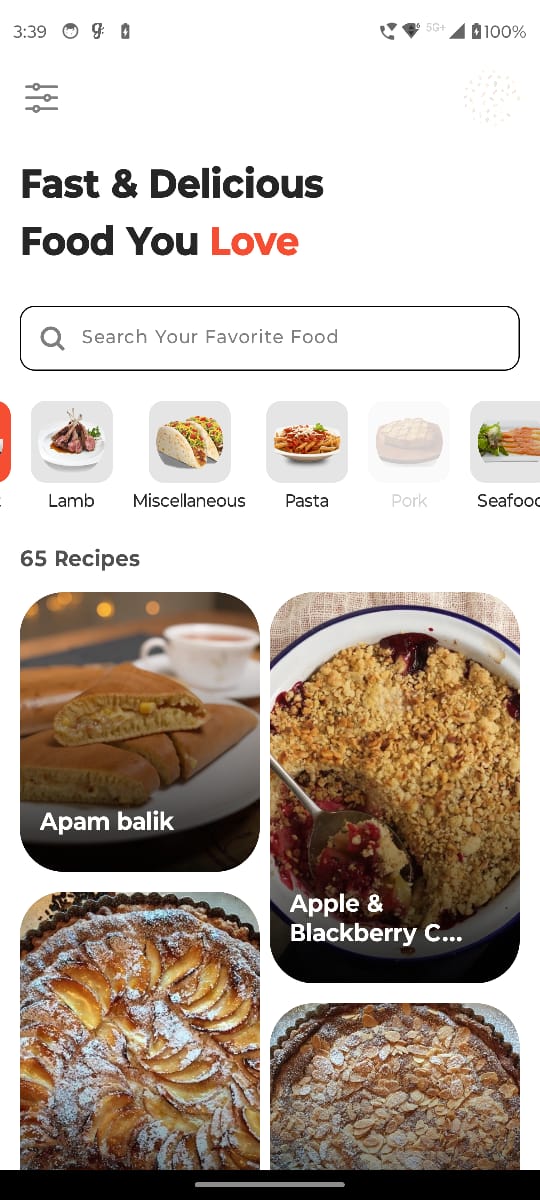 3:39
5G+
100%
Fast & Delicious
Food You Love
Search Your Favorite Food
Lamb
Miscellaneous
Pasta
Pork
Seafood
65 Recipes
Apam balik
Apple &
Blackberry C...